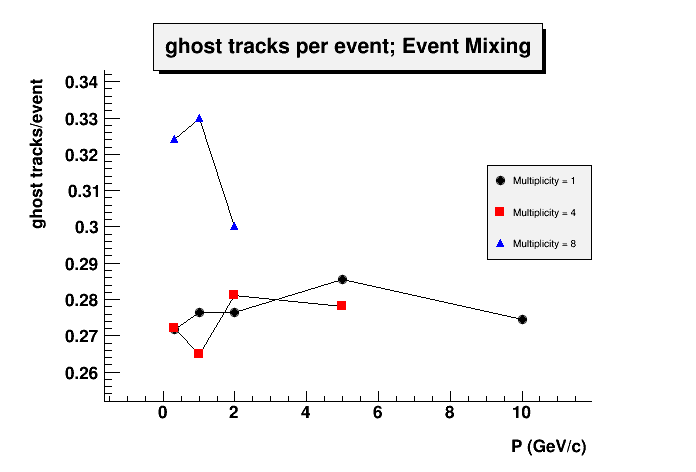 ghost tracks per event; Event Mixing
ghost tracks/event
0.34
0.33
0.32
0.31
0.3
0.29
0.28
0.27
0.26
Multiplicity = 1
Multiplicity = 4
Multiplicity = 8
0 2 4 6 8 10
P (GeV/c)